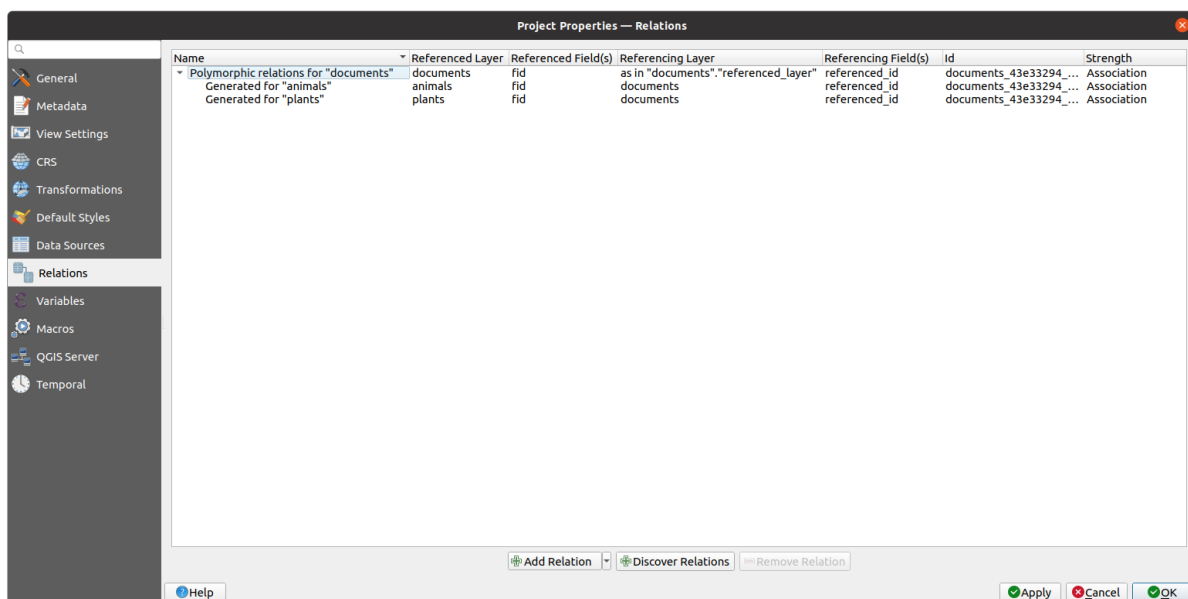 Project Properties — Relations
General
Metadata
View Settings
CRS
Transformations
Default Styles
Data Sources
Relations
Variables
Macros
QGIS Server
Temporal
Name Referenced Layer Referenced Field(s) Referencing Layer Referencing Field(s) Id Strength
Polymorphic relations for "documents" documents fid as in "documents"."referenced_layer" referenced_id documents_43e33294_... Association
Generated for "animals" animals fid documents referenced_id documents_43e33294_... Association
Generated for "plants" plants fid documents referenced_id documents_43e33294_... Association
Add Relation Discover Relations Remove Relation
Help Apply Cancel OK